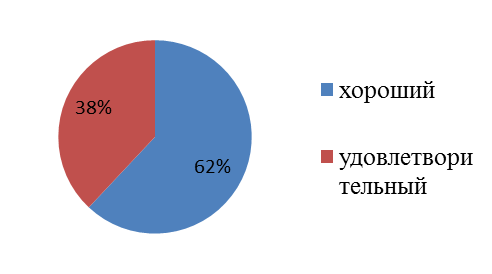 хороший
38%
62%
удовлетвори
тельный